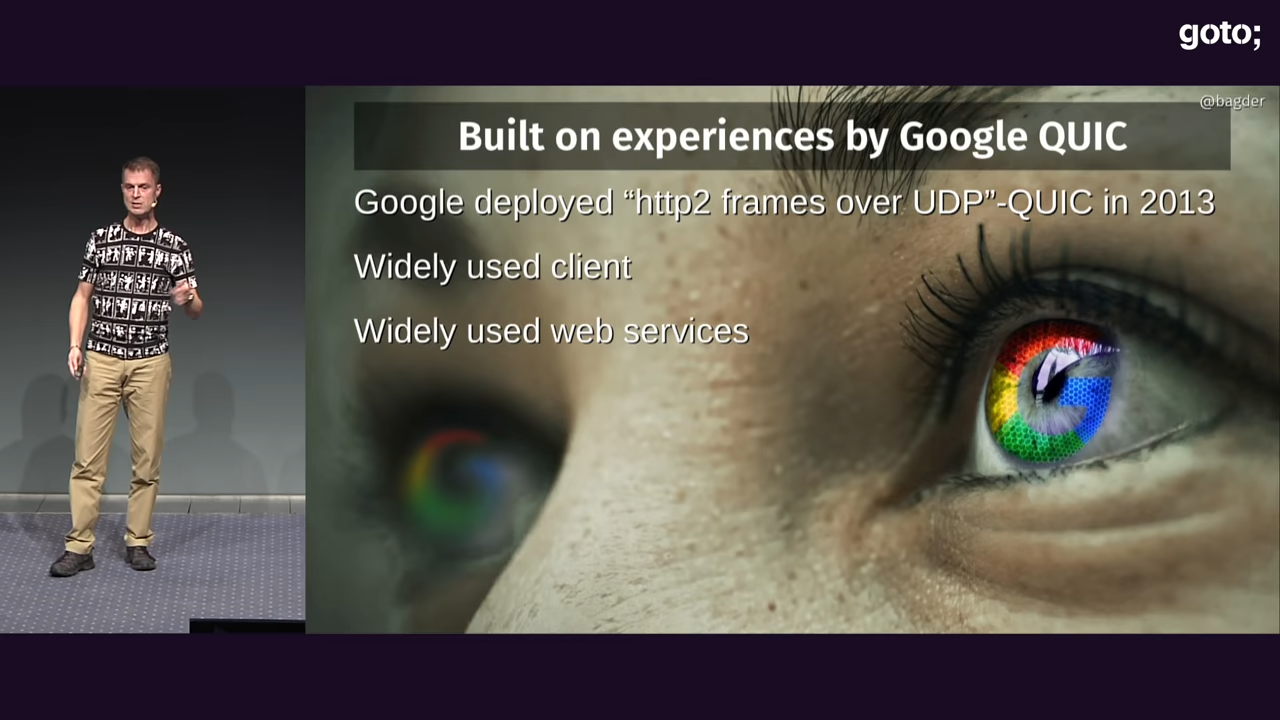 goto;
@bagder
Built on experiences by Google QUIC
Google deployed “http2 frames over UDP”-QUIC in 2013
Widely used client
Widely used web services